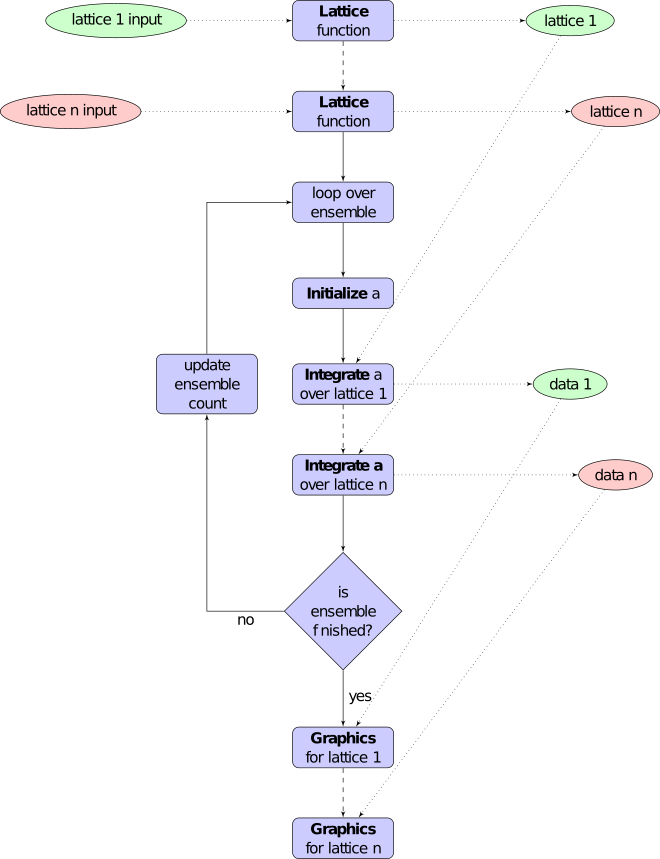 lattice 1 input
Lattice
function
lattice 1
lattice n input
Lattice
function
lattice n
loop over
ensemble
Initialize a
update
ensemble
count
Integrate a
over lattice 1
data 1
Integrate a
over lattice n
data n
is
ensemble
f nished?
no
yes
Graphics
for lattice 1
Graphics
for lattice n